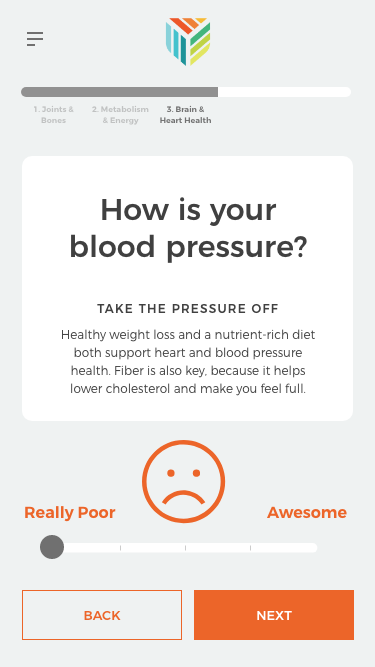 1. Joints &
Bones
2. Metabolism
& Energy
3. Brain &
Heart Health
How is your
blood pressure?
TAKE THE PRESSURE OFF
Healthy weight loss and a nutrient-rich diet
both support heart and blood pressure
health. Fiber is also key, because it helps
lower cholesterol and make you feel full.
Really Poor
Awesome
BACK
NEXT